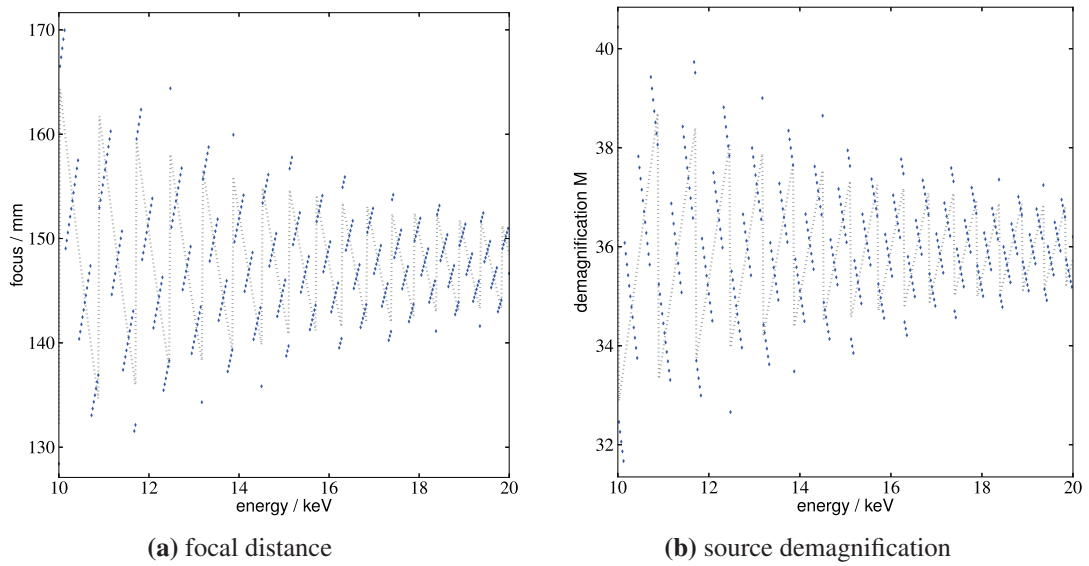 170
160
150
140
130
focus / mm
10 12 14 16 18 20
energy / keV
(a) focal distance
40
38
36
34
32
demagnification M
10 12 14 16 18 20
energy / keV
(b) source demagnification